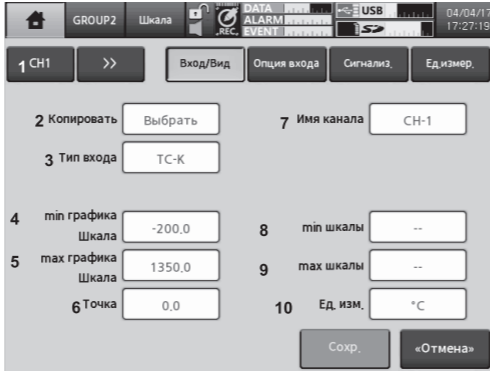 GROUP2 Шкала REC. DATA ALARM EVENT USB SD 04/04/17 17:27:19
1 CH1 >> Вход/Вид Опция входа Сигнализ. Ед.измер.
2 Копировать Выбрать 7 Имя канала CH-1
3 Тип входа TC-K
4 min графика Шкала -200,0 8 min шкалы --
5 max графика Шкала 1350,0 9 max шкалы --
6 Точка 0,0 10 Ед. изм. °C
Сохр. «Отмена»